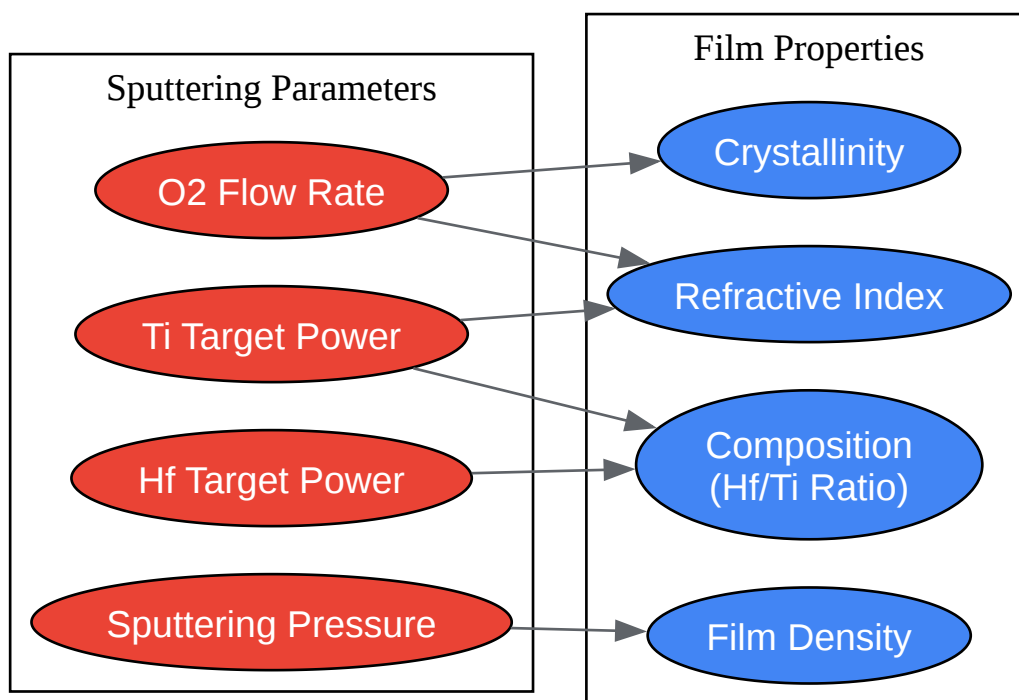 Sputtering Parameters
O2 Flow Rate
Ti Target Power
Hf Target Power
Sputtering Pressure
Film Properties
Crystallinity
Refractive Index
Composition
(Hf/Ti Ratio)
Film Density